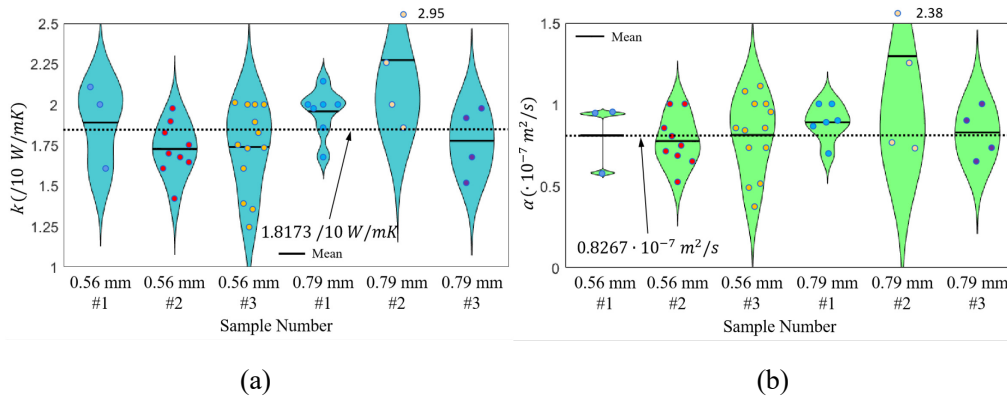 (a)
2.5
2.25
2
1.75
1.5
1.25
1
k (/10 W/mK)
2.95
1.8173 /10 W/mK
Mean
0.56 mm 0.56 mm 0.56 mm 0.79 mm 0.79 mm 0.79 mm
#1 #2 #3 #1 #2 #3
Sample Number
(a)
(b)
1.5
1
0.5
0
α (· 10⁻⁷ m²/s)
Mean
2.38
0.8267 · 10⁻⁷ m²/s
0.56 mm 0.56 mm 0.56 mm 0.79 mm 0.79 mm 0.79 mm
#1 #2 #3 #1 #2 #3
Sample Number
(b)